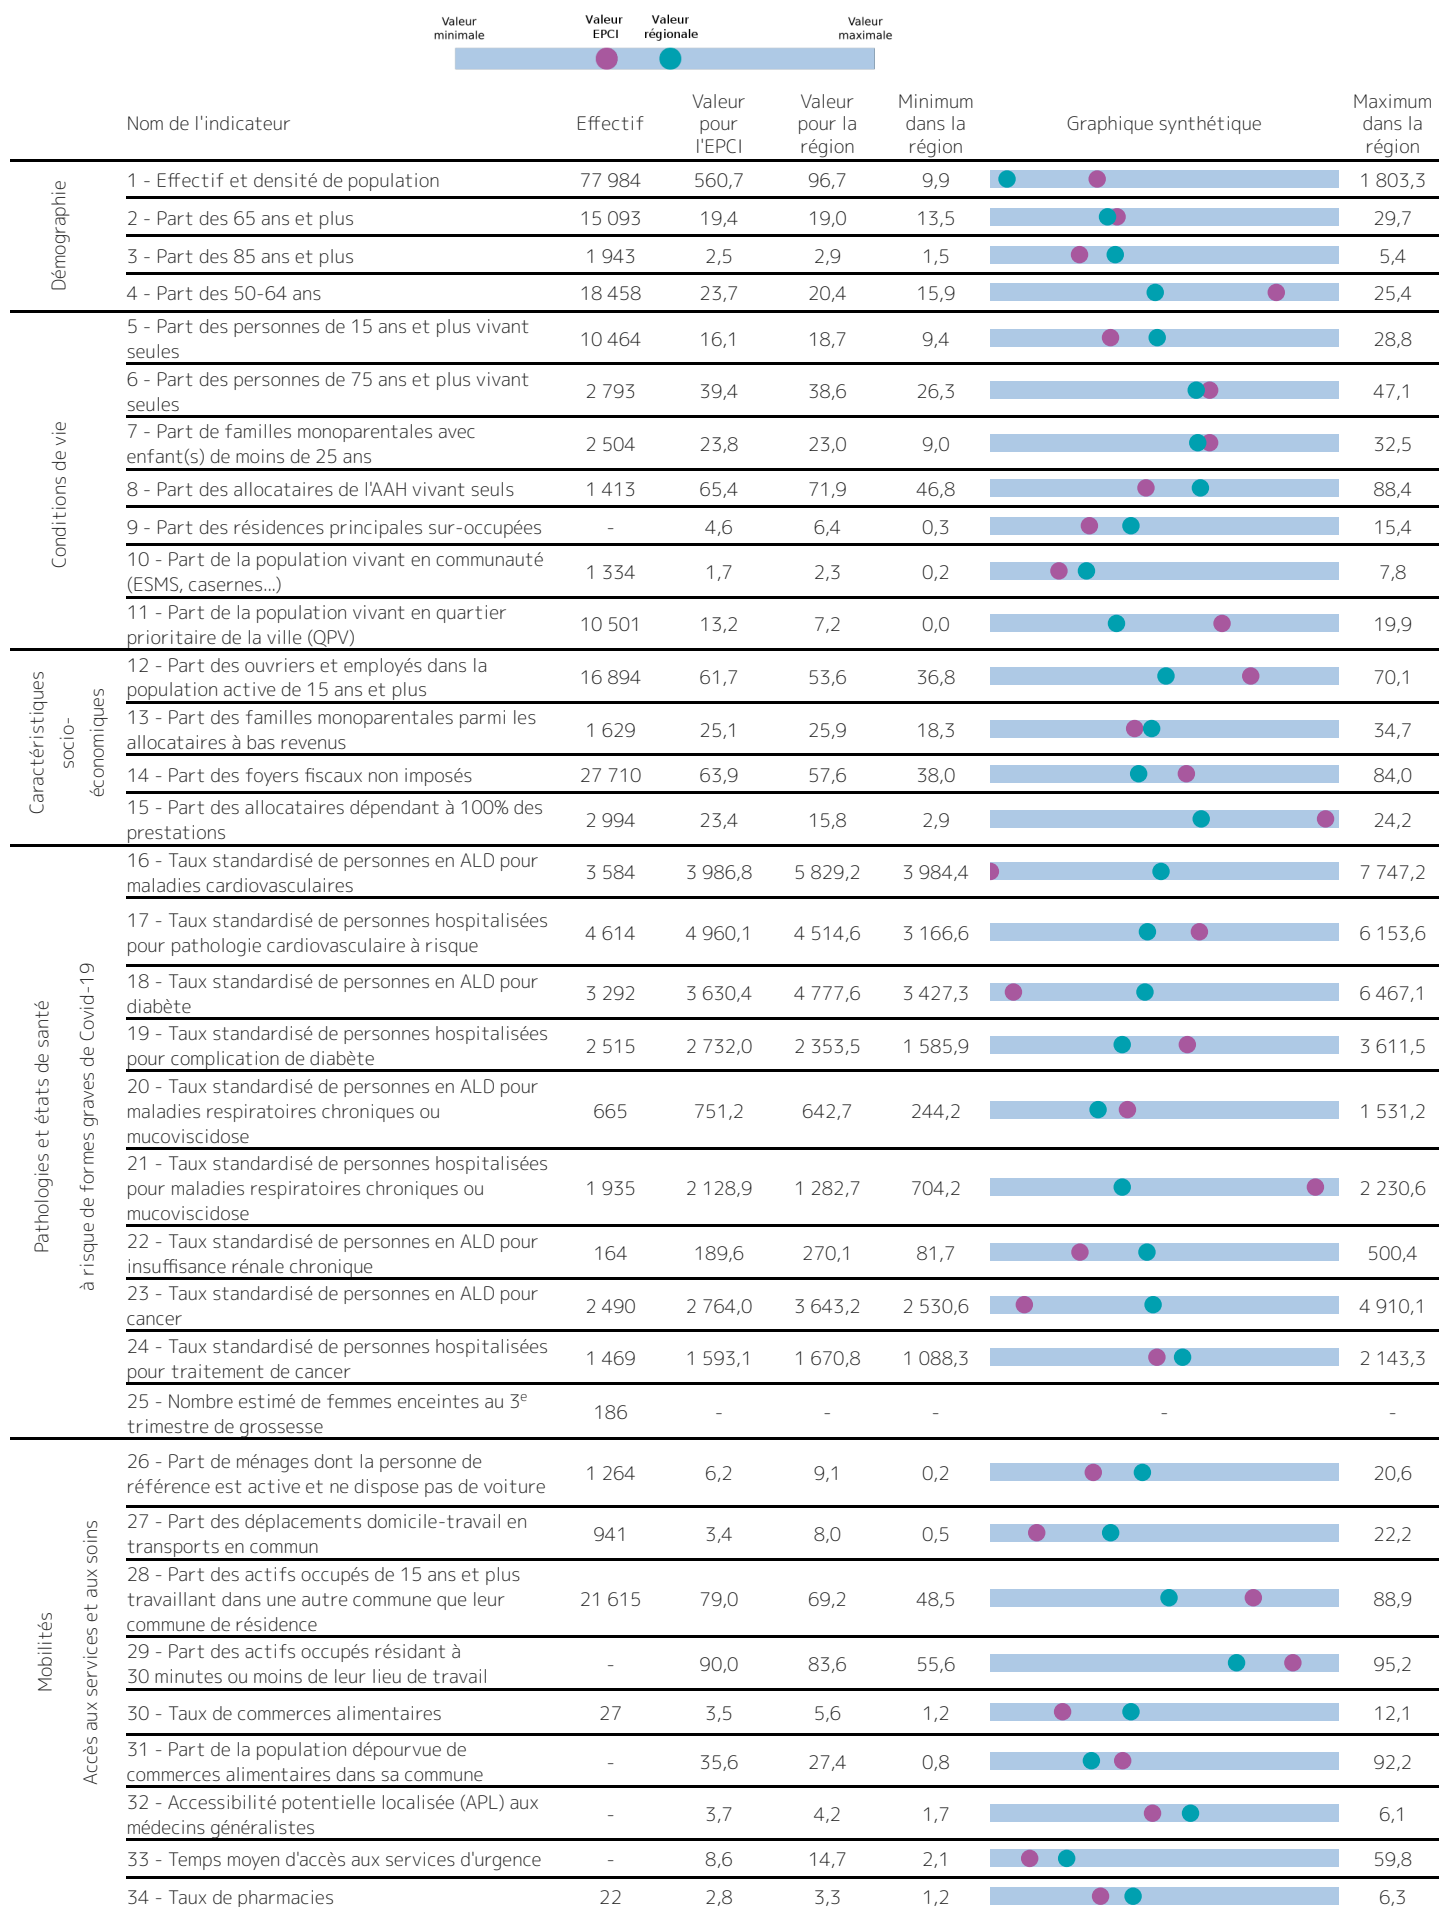 Valeur minimale
Valeur EPCI
Valeur régionale
Valeur maximale
Nom de l'indicateur
Effectif
Valeur pour l'EPCI
Valeur pour la région
Minimum dans la région
Graphique synthétique
Maximum dans la région
Démographie
1 - Effectif et densité de population 77 984 560,7 96,7 9,9 1 803,3
2 - Part des 65 ans et plus 15 093 19,4 19,0 13,5 29,7
3 - Part des 85 ans et plus 1 943 2,5 2,9 1,5 5,4
4 - Part des 50-64 ans 18 458 23,7 20,4 15,9 25,4
Conditions de vie
5 - Part des personnes de 15 ans et plus vivant
seules 10 464 16,1 18,7 9,4 28,8
6 - Part des personnes de 75 ans et plus vivant
seules 2 793 39,4 38,6 26,3 47,1
7 - Part de familles monoparentales avec
enfant(s) de moins de 25 ans 2 504 23,8 23,0 9,0 32,5
8 - Part des allocataires de l'AAH vivant seuls 1 413 65,4 71,9 46,8 88,4
9 - Part des résidences principales sur-occupées - 4,6 6,4 0,3 15,4
10 - Part de la population vivant en communauté
(ESMS, casernes...) 1 334 1,7 2,3 0,2 7,8
11 - Part de la population vivant en quartier
prioritaire de la ville (QPV) 10 501 13,2 7,2 0,0 19,9
Caractéristiques
socio-
économiques
12 - Part des ouvriers et employés dans la
population active de 15 ans et plus 16 894 61,7 53,6 36,8 70,1
13 - Part des familles monoparentales parmi les
allocataires à bas revenus 1 629 25,1 25,9 18,3 34,7
14 - Part des foyers fiscaux non imposés 27 710 63,9 57,6 38,0 84,0
15 - Part des allocataires dépendant à 100% des
prestations 2 994 23,4 15,8 2,9 24,2
Pathologies et états de santé
à risque de formes graves de Covid-19
16 - Taux standardisé de personnes en ALD pour
maladies cardiovasculaires 3 584 3 986,8 5 829,2 3 984,4 7 747,2
17 - Taux standardisé de personnes hospitalisées
pour pathologie cardiovasculaire à risque 4 614 4 960,1 4 514,6 3 166,6 6 153,6
18 - Taux standardisé de personnes en ALD pour
diabète 3 292 3 630,4 4 777,6 3 427,3 6 467,1
19 - Taux standardisé de personnes hospitalisées
pour complication de diabète 2 515 2 732,0 2 353,5 1 585,9 3 611,5
20 - Taux standardisé de personnes en ALD pour
maladies respiratoires chroniques ou 665 751,2 642,7 244,2 1 531,2
mucoviscidose
21 - Taux standardisé de personnes hospitalisées
pour maladies respiratoires chroniques ou 1 935 2 128,9 1 282,7 704,2 2 230,6
mucoviscidose
22 - Taux standardisé de personnes en ALD pour
insuffisance rénale chronique 164 189,6 270,1 81,7 500,4
23 - Taux standardisé de personnes en ALD pour
cancer 2 490 2 764,0 3 643,2 2 530,6 4 910,1
24 - Taux standardisé de personnes hospitalisées
pour traitement de cancer 1 469 1 593,1 1 670,8 1 088,3 2 143,3
25 - Nombre estimé de femmes enceintes au 3e
trimestre de grossesse 186 - - - - -
Mobilités
Accès aux services et aux soins
26 - Part de ménages dont la personne de
référence est active et ne dispose pas de voiture 1 264 6,2 9,1 0,2 20,6
27 - Part des déplacements domicile-travail en
transports en commun 941 3,4 8,0 0,5 22,2
28 - Part des actifs occupés de 15 ans et plus
travaillant dans une autre commune que leur 21 615 79,0 69,2 48,5 88,9
commune de résidence
29 - Part des actifs occupés résidant à
30 minutes ou moins de leur lieu de travail - 90,0 83,6 55,6 95,2
30 - Taux de commerces alimentaires 27 3,5 5,6 1,2 12,1
31 - Part de la population dépourvue de
commerces alimentaires dans sa commune - 35,6 27,4 0,8 92,2
32 - Accessibilité potentielle localisée (APL) aux
médecins généralistes - 3,7 4,2 1,7 6,1
33 - Temps moyen d'accès aux services d'urgence - 8,6 14,7 2,1 59,8
34 - Taux de pharmacies 22 2,8 3,3 1,2 6,3